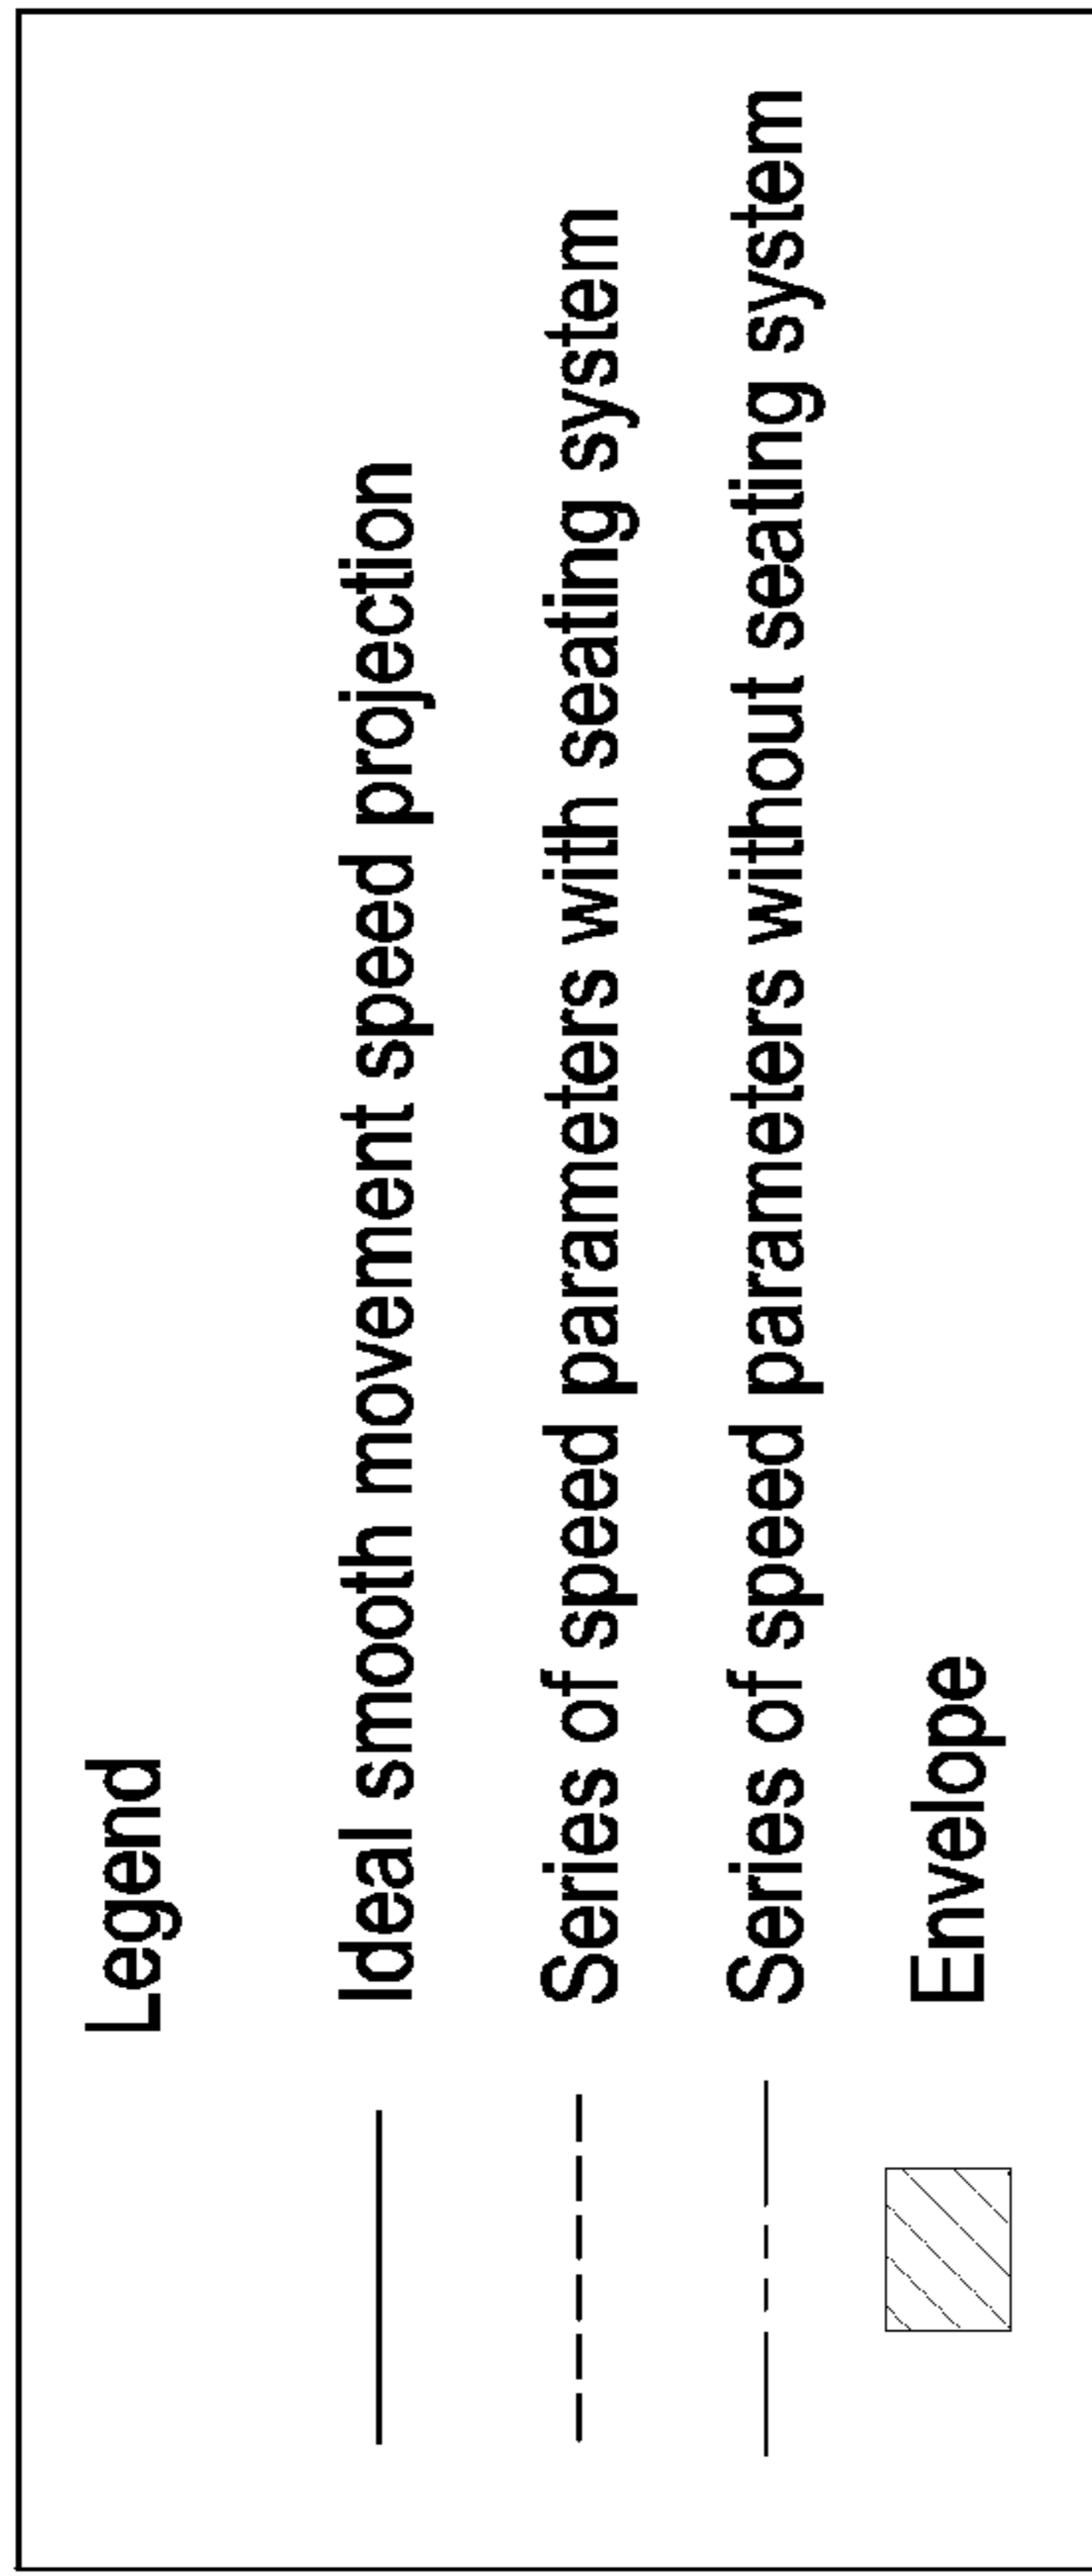 Legend
Ideal smooth movement speed projection
Series of speed parameters with seating system
Series of speed parameters without seating system
Envelope